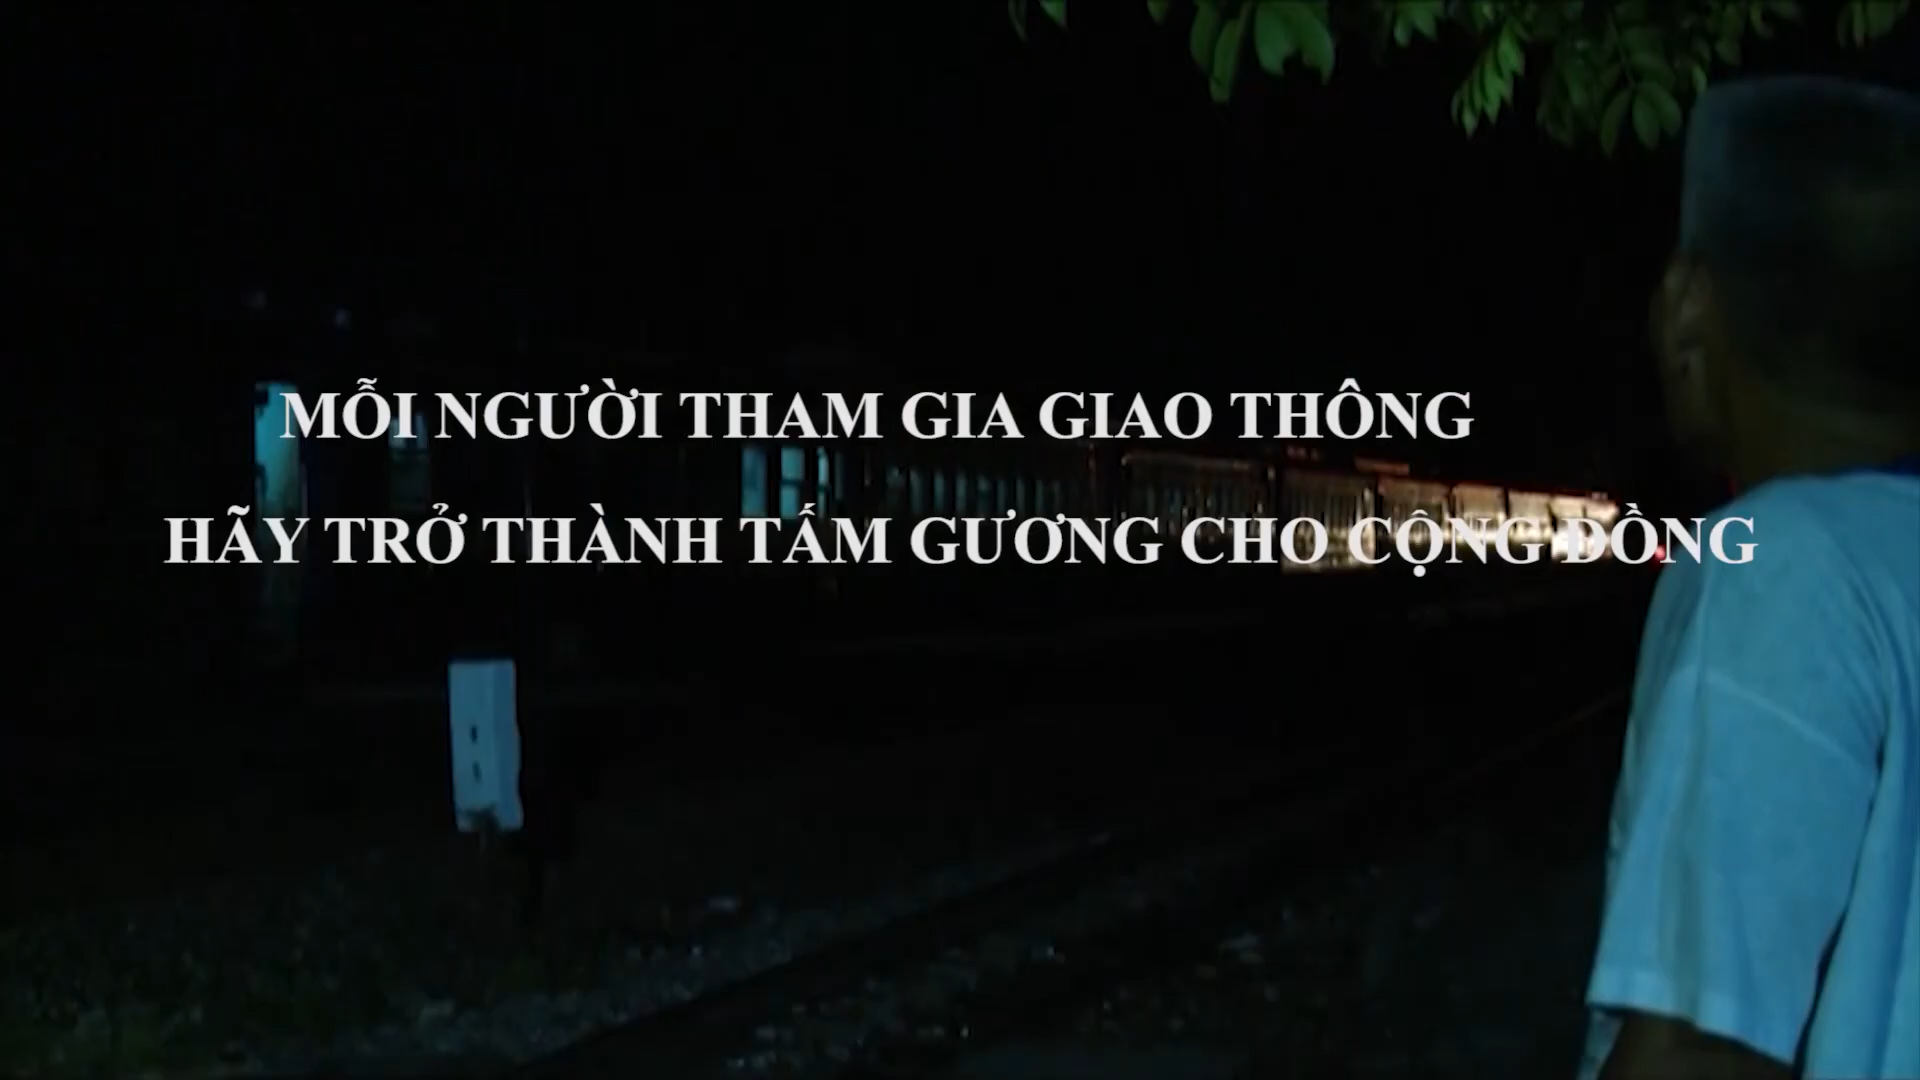 MỖI NGƯỜI THAM GIA GIAO THÔNG
HÃY TRỞ THÀNH TẤM GƯƠNG CHO CỘNG ĐỒNG